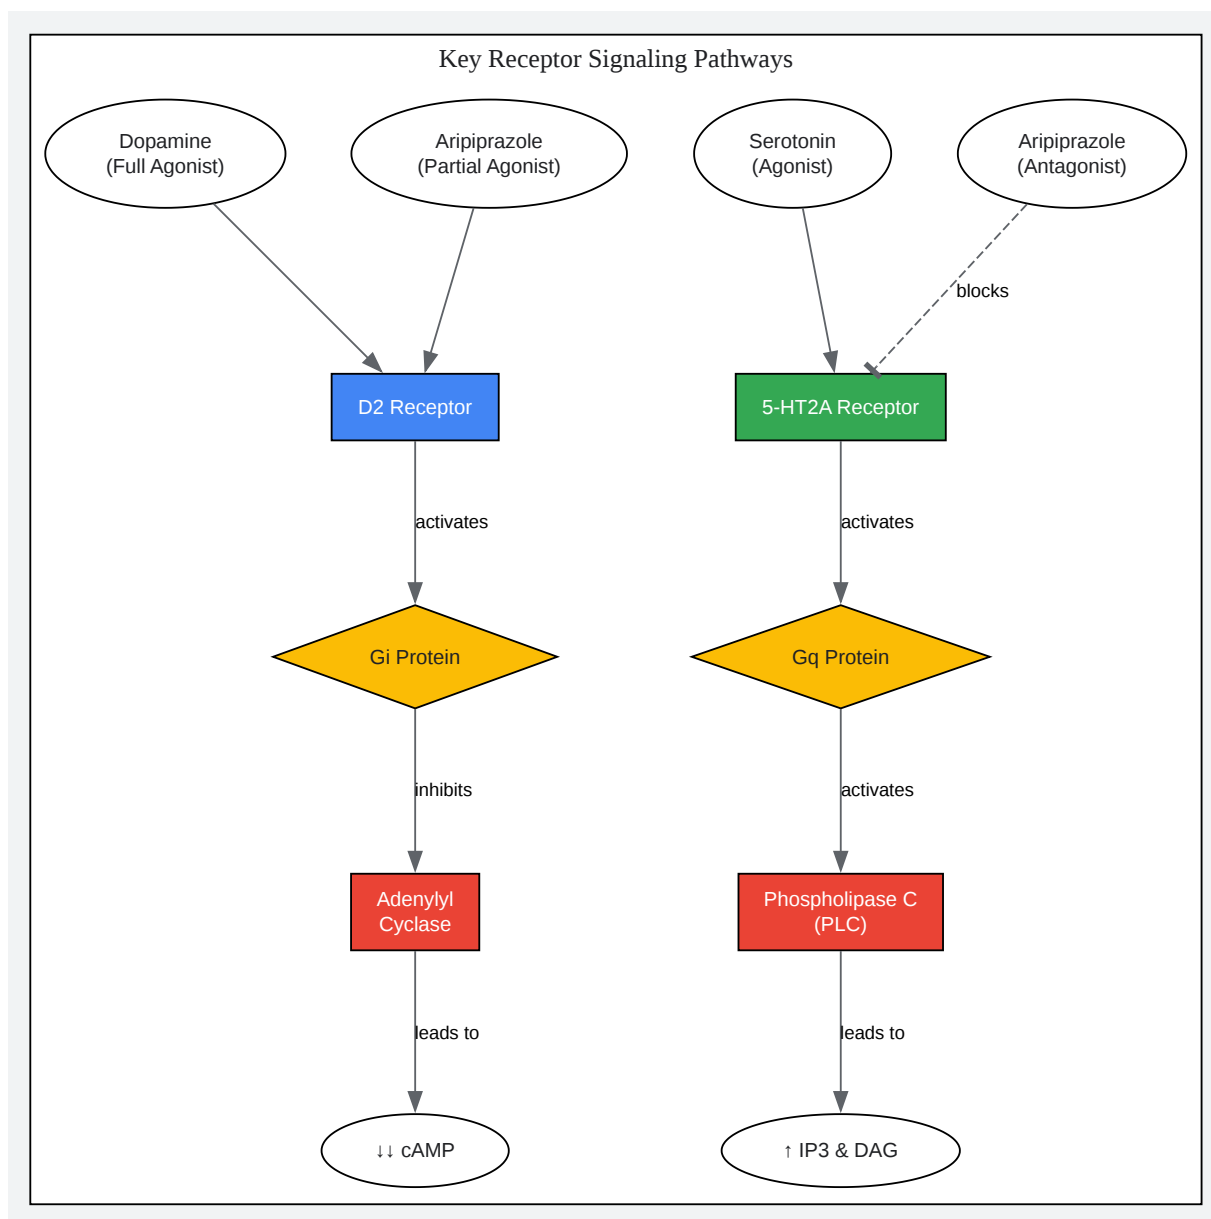 Key Receptor Signaling Pathways
Dopamine
(Full Agonist)
Aripiprazole
(Partial Agonist)
Serotonin
(Agonist)
Aripiprazole
(Antagonist)
blocks
D2 Receptor
5-HT2A Receptor
activates
activates
Gi Protein
Gq Protein
inhibits
activates
Adenylyl
Cyclase
Phospholipase C
(PLC)
leads to
leads to
↓↓ cAMP
↑ IP3 & DAG